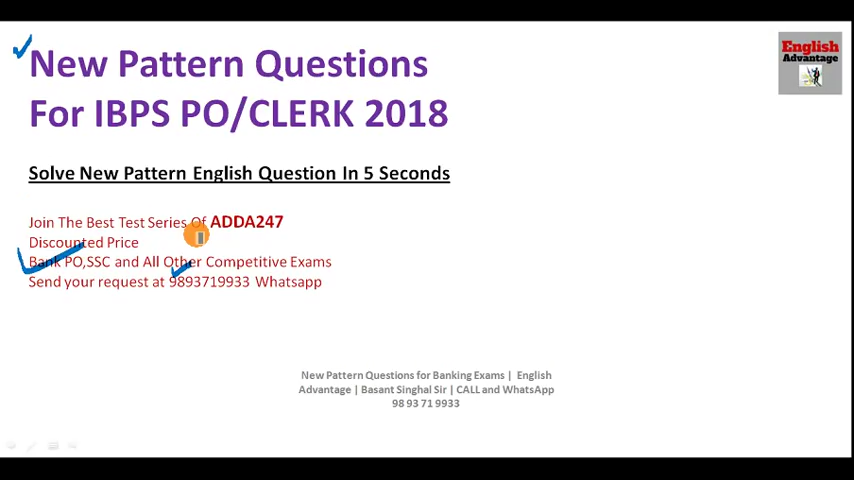 New Pattern Questions
For IBPS PO/CLERK 2018
English
Advantage
Solve New Pattern English Question In 5 Seconds
Join The Best Test Series Of ADDA247
Discounted Price
Bank PO,SSC and All Other Competitive Exams
Send your request at 9893719933 Whatsapp
New Pattern Questions for Banking Exams | English
Advantage | Basant Singhal Sir | CALL and WhatsApp
98 93 71 9933